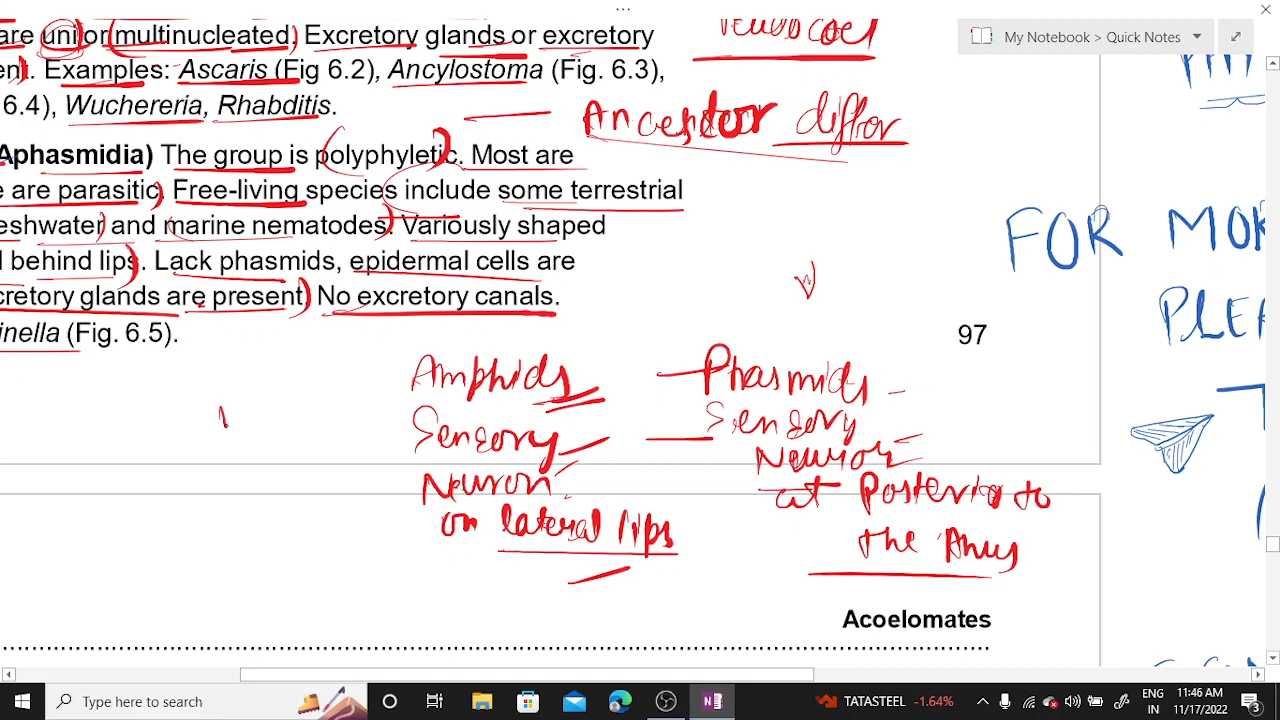 ...
My Notebook > Quick Notes
are uni or (multinucleated) Excretory glands or excretory
ent. Examples: Ascaris (Fig 6.2), Ancylostoma (Fig. 6.3),
6.4), Wuchereria, Rhabditis.
Ancestor differ
Aphasmidia) The group is polyphyletic. Most are
e are parasitic. Free-living species include some terrestrial
eshwater and marine nematodes. Variously shaped
d behind lips. Lack phasmids, epidermal cells are
cretory glands are present. No excretory canals.
inella (Fig. 6.5).
97
FOR MOR
PLEA
Amphids
Sensory
Neuron
on lateral lips
Phasmids
Sensory
Neuron
at Posterior to
the Anus
Acoelomates
Type here to search
TATASTEEL -1.64%
ENG
IN
11:46 AM
11/17/2022
3